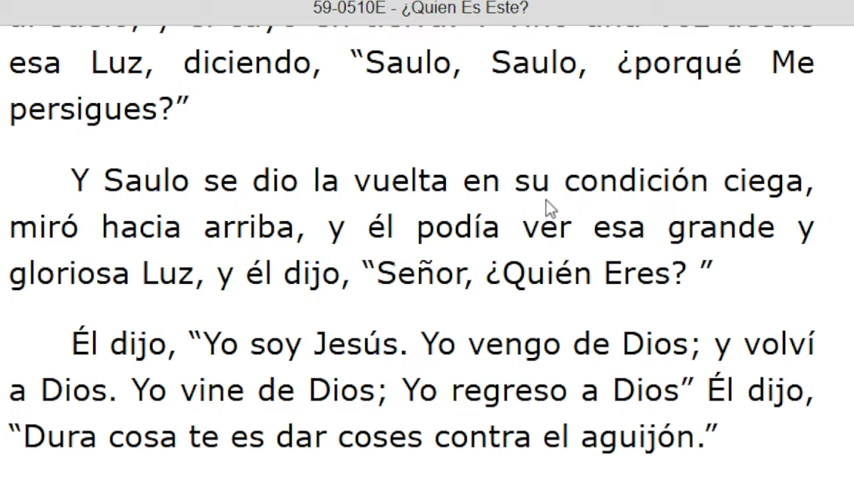 59-0510E - ¿Quien Es Este?
esa Luz, diciendo, “Saulo, Saulo, ¿porqué Me
persigues?”
Y Saulo se dio la vuelta en su condición ciega,
miró hacia arriba, y él podía ver esa grande y
gloriosa Luz, y él dijo, “Señor, ¿Quién Eres? ”
Él dijo, “Yo soy Jesús. Yo vengo de Dios; y volví
a Dios. Yo vine de Dios; Yo regreso a Dios” Él dijo,
“Dura cosa te es dar coses contra el aguijón.”